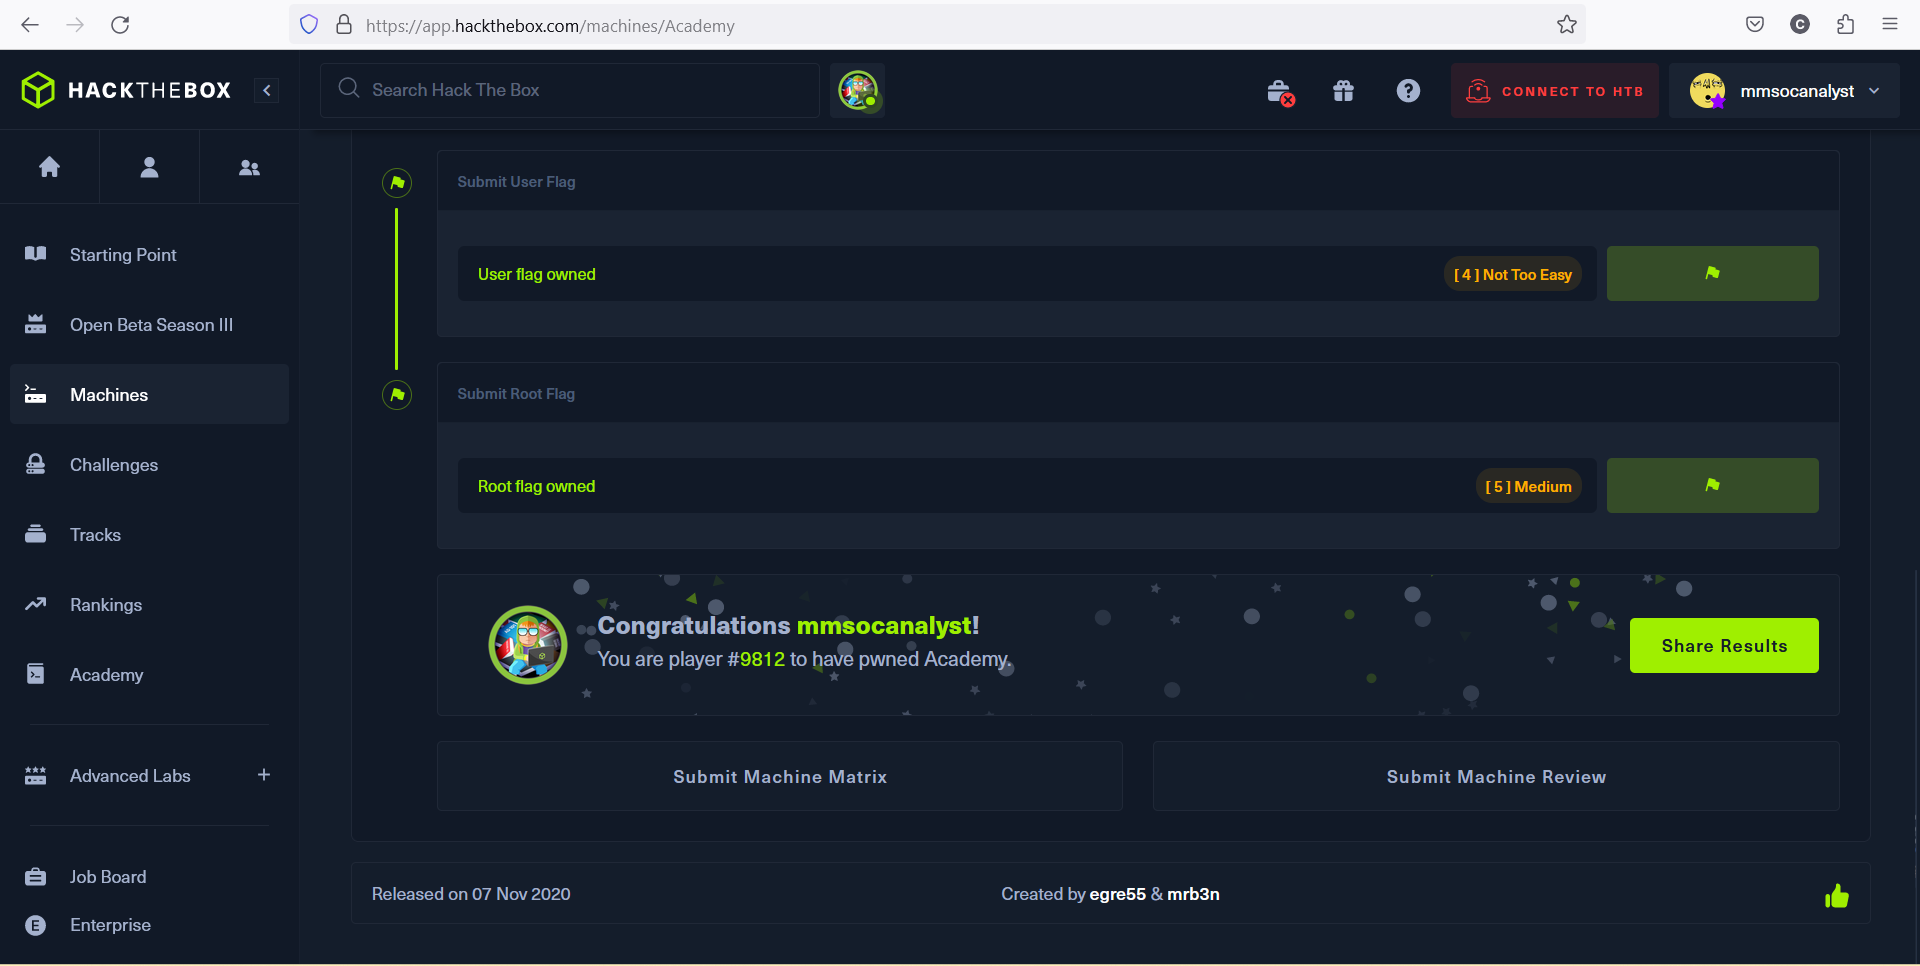 https://app.hackthebox.com/machines/Academy
HACKTHEBOX
Search Hack The Box
CONNECT TO HTB
mmsocanalyst
Starting Point
Open Beta Season III
Machines
Challenges
Tracks
Rankings
Academy
Advanced Labs
Job Board
E Enterprise
Submit User Flag
User flag owned
[ 4 ] Not Too Easy
Submit Root Flag
Root flag owned
[ 5 ] Medium
Congratulations mmsocanalyst!
You are player #9812 to have pwned Academy.
Share Results
Submit Machine Matrix
Submit Machine Review
Released on 07 Nov 2020
Created by egre55 & mrb3n